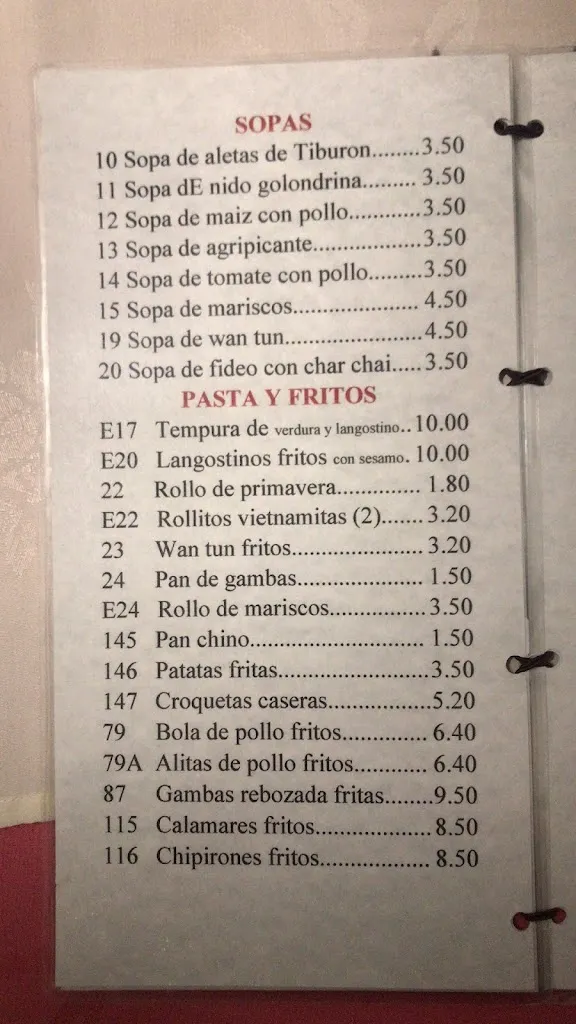 SOPAS
10 Sopa de aletas de Tiburon........3.50
11 Sopa dE nido golondrina......... 3.50
12 Sopa de maiz con pollo............3.50
13 Sopa de agripicante..................3.50
14 Sopa de tomate con pollo.........3.50
15 Sopa de mariscos..................... 4.50
19 Sopa de wan tun.......................4.50
20 Sopa de fideo con char chai.....3.50
PASTA Y FRITOS
E17 Tempura de verdura y langostino.. 10.00
E20 Langostinos fritos con sesamo. 10.00
22 Rollo de primavera.............. 1.80
E22 Rollitos vietnamitas (2)....... 3.20
23 Wan tun fritos...................... 3.20
24 Pan de gambas..................... 1.50
E24 Rollo de mariscos................3.50
145 Pan chino............................. 1.50
146 Patatas fritas.........................3.50
147 Croquetas caseras.................5.20
79 Bola de pollo fritos.............. 6.40
79A Alitas de pollo fritos............ 6.40
87 Gambas rebozada fritas........9.50
115 Calamares fritos................... 8.50
116 Chipirones fritos.................. 8.50